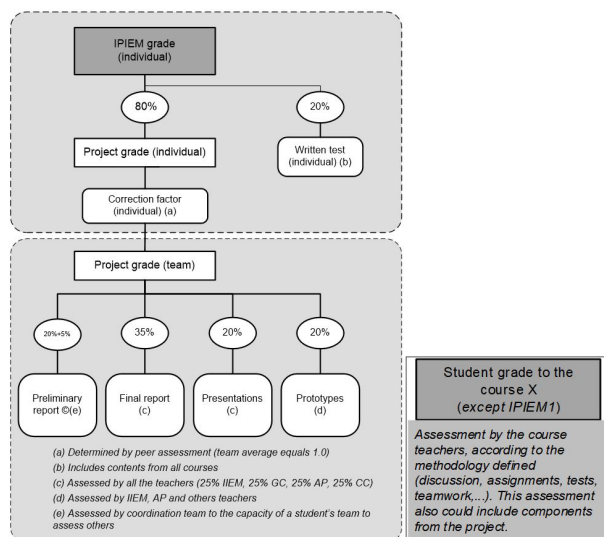 IPIEM grade
(individual)
80%
20%
Project grade (individual)
Written test
(individual) (b)
Correction factor
(individual) (a)
Project grade (team)
20%+5%
35%
20%
20%
Preliminary
report ©(e)
Final report
(c)
Presentations
(c)
Prototypes
(d)
(a) Determined by peer assessment (team average equals 1.0)
(b) Includes contents from all courses
(c) Assessed by all the teachers (25% IIEM, 25% GC, 25% AP, 25% CC)
(d) Assessed by IIEM, AP and others teachers
(e) Assessed by coordination team to the capacity of a student's team to
assess others
Student grade to the
course X
(except IPIEM1)
Assessment by the course
teachers, according to the
methodology defined
(discussion, assignments, tests,
teamwork,...). This assessment
also could include components
from the project.